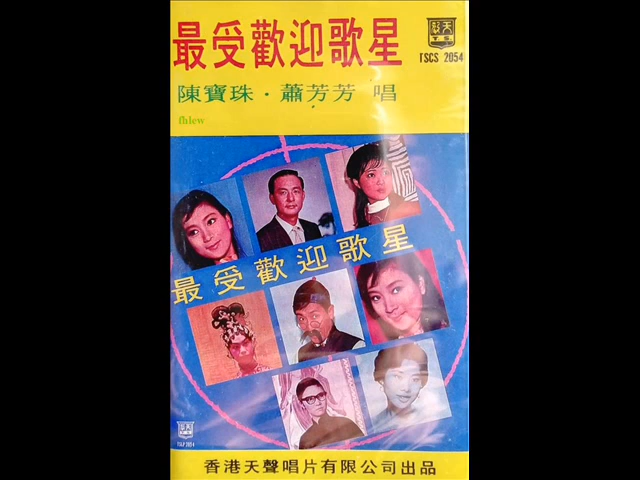 最受歡迎歌星
T.S.
TSCS 2054
陳寶珠・蕭芳芳 唱
fhlew
最受歡迎歌星
香港天聲唱片有限公司出品